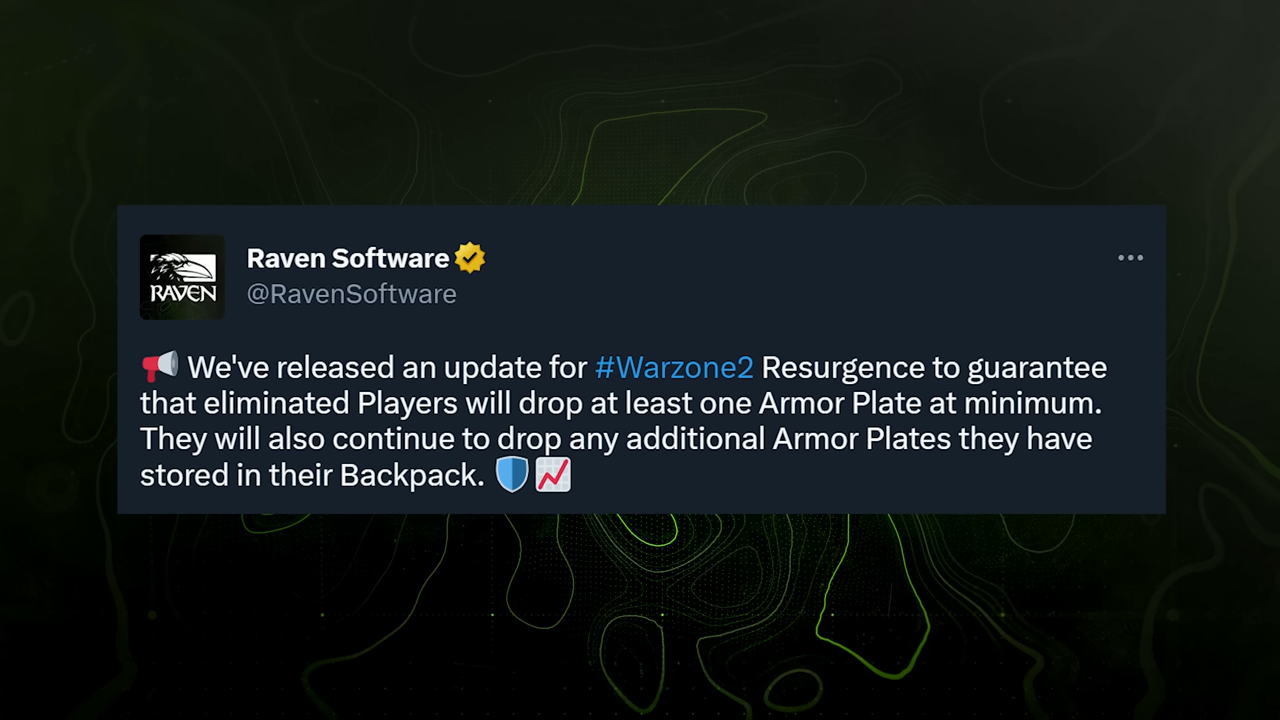 RAVEN
Raven Software
@RavenSoftware
📢 We've released an update for #Warzone2 Resurgence to guarantee
that eliminated Players will drop at least one Armor Plate at minimum.
They will also continue to drop any additional Armor Plates they have
stored in their Backpack. 🛡️📈